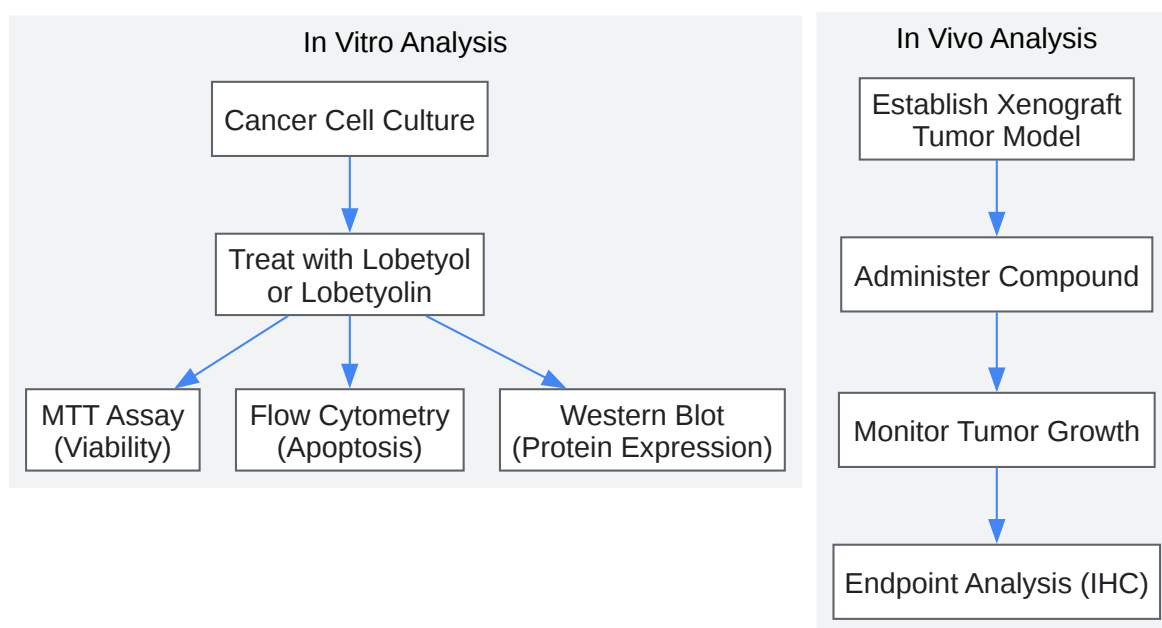 In Vitro Analysis
Cancer Cell Culture
Treat with Lobetyol
or Lobetyolin
MTT Assay
(Viability)
Flow Cytometry
(Apoptosis)
Western Blot
(Protein Expression)
In Vivo Analysis
Establish Xenograft
Tumor Model
Administer Compound
Monitor Tumor Growth
Endpoint Analysis (IHC)